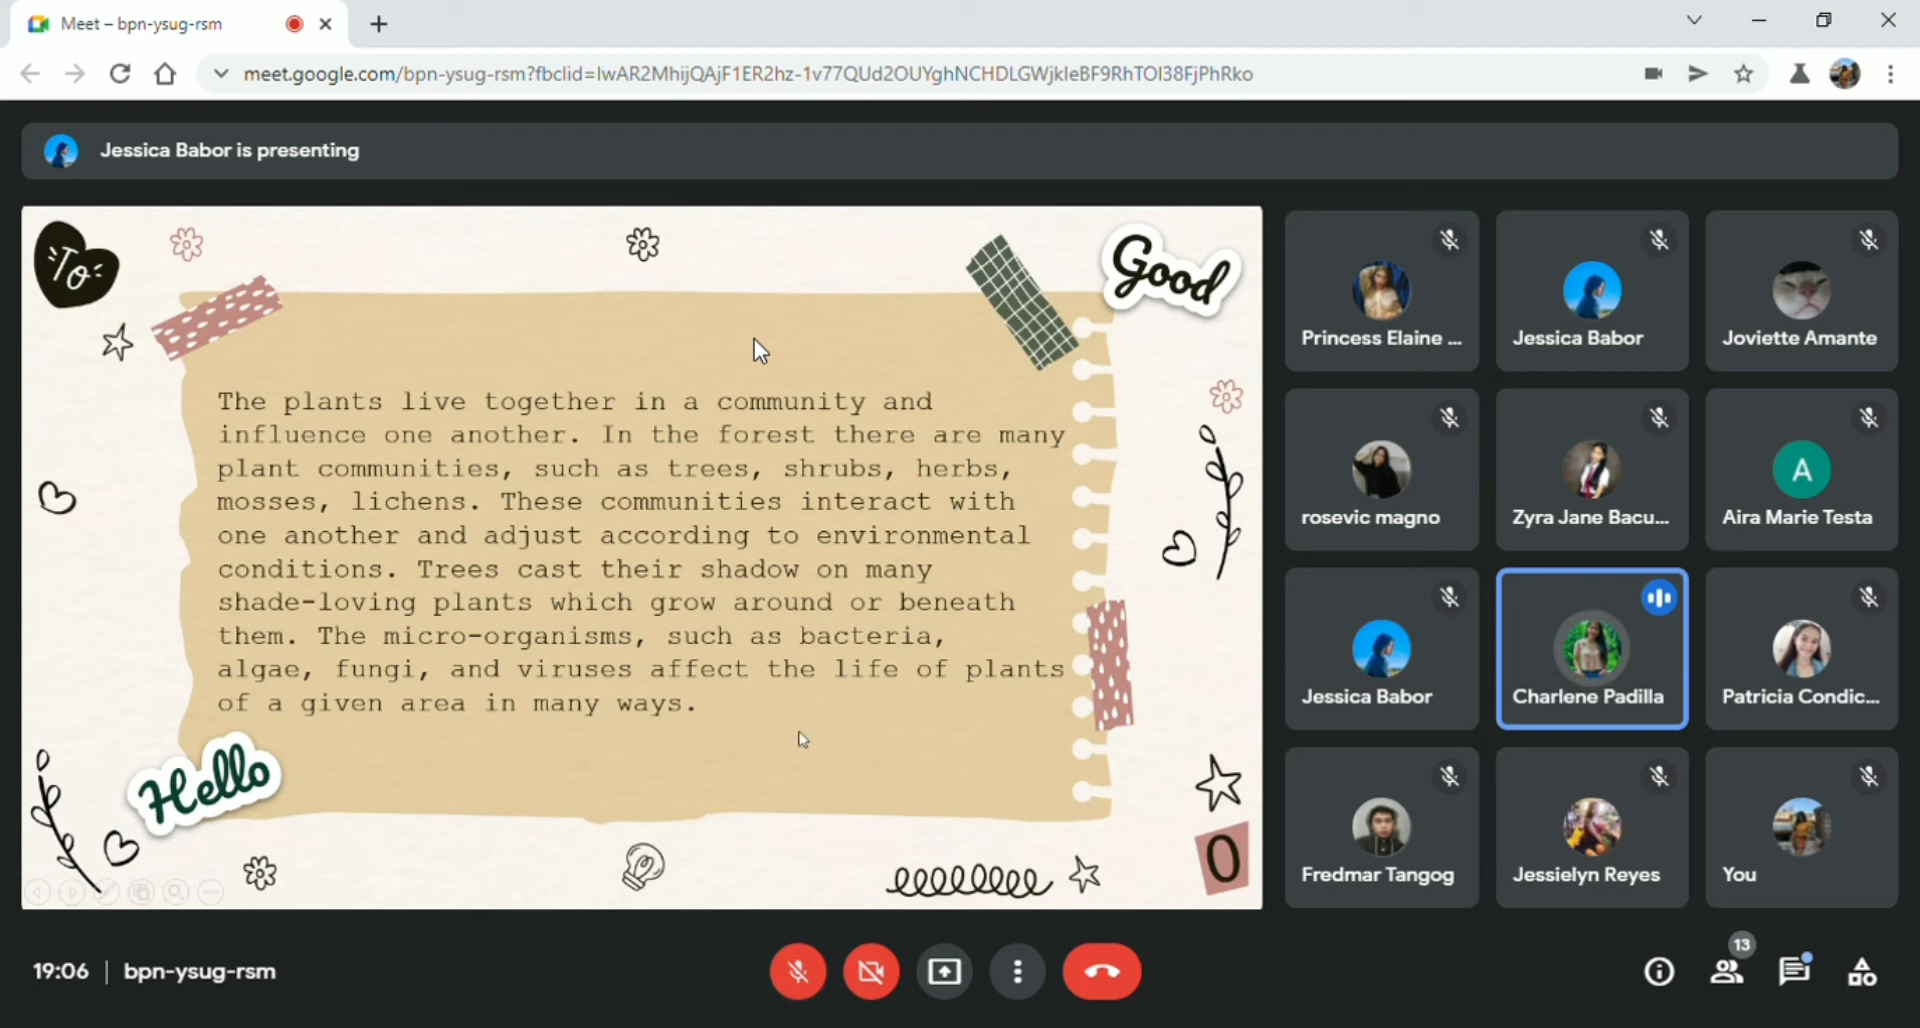 Meet – bpn-ysug-rsm
meet.google.com/bpn-ysug-rsm?fbclid=IwAR2MhijQAjF1ER2hz-1v77QUd2OUYghNCHDLGWjkIeBF9RhTOI38FjPhRko
Jessica Babor is presenting
To
Good
The plants live together in a community and
influence one another. In the forest there are many
plant communities, such as trees, shrubs, herbs,
mosses, lichens. These communities interact with
one another and adjust according to environmental
conditions. Trees cast their shadow on many
shade-loving plants which grow around or beneath
them. The micro-organisms, such as bacteria,
algae, fungi, and viruses affect the life of plants
of a given area in many ways.
Hello
O
Princess Elaine ...
Jessica Babor
Joviette Amante
rosevic magno
Zyra Jane Bacu...
A
Aira Marie Testa
Jessica Babor
Charlene Padilla
Patricia Condic...
Fredmar Tangog
Jessielyn Reyes
You
19:06 | bpn-ysug-rsm
13